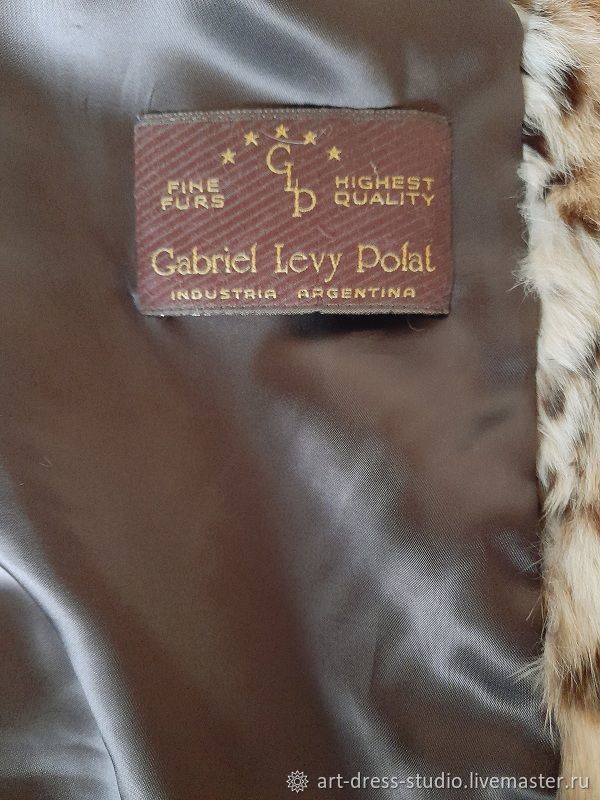 GLP
FINE FURS
HIGHEST QUALITY
Gabriel Levy Polat
INDUSTRIA ARGENTINA
art-dress-studio.livemaster.ru